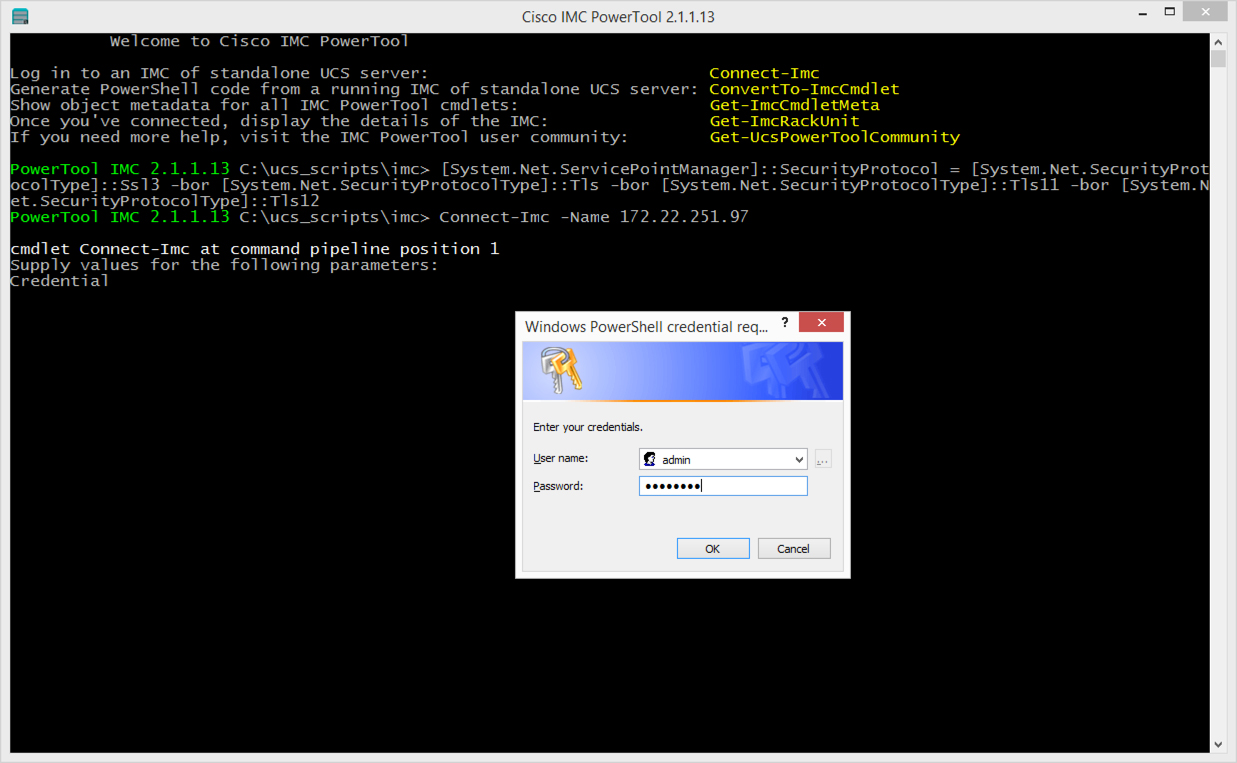 Cisco IMC PowerTool 2.1.1.13
Welcome to Cisco IMC PowerTool
Log in to an IMC of standalone UCS server: Connect-Imc
Generate PowerShell code from a running IMC of standalone UCS server: ConvertTo-ImcCmdlet
Show object metadata for all IMC PowerTool cmdlets: Get-ImcCmdletMeta
Once you've connected, display the details of the IMC: Get-ImcRackUnit
If you need more help, visit the IMC PowerTool user community: Get-UcsPowerToolCommunity
PowerTool IMC 2.1.1.13 C:\ucs_scripts\imc> [System.Net.ServicePointManager]::SecurityProtocol = [System.Net.SecurityProt
ocolType]::Ssl3 -bor [System.Net.SecurityProtocolType]::Tls -bor [System.Net.SecurityProtocolType]::Tls11 -bor [System.N
et.SecurityProtocolType]::Tls12
PowerTool IMC 2.1.1.13 C:\ucs_scripts\imc> Connect-Imc -Name 172.22.251.97
cmdlet Connect-Imc at command pipeline position 1
Supply values for the following parameters:
Credential
Windows PowerShell credential req... ?
Enter your credentials.
User name: admin ...
Password: ••••••••
OK Cancel